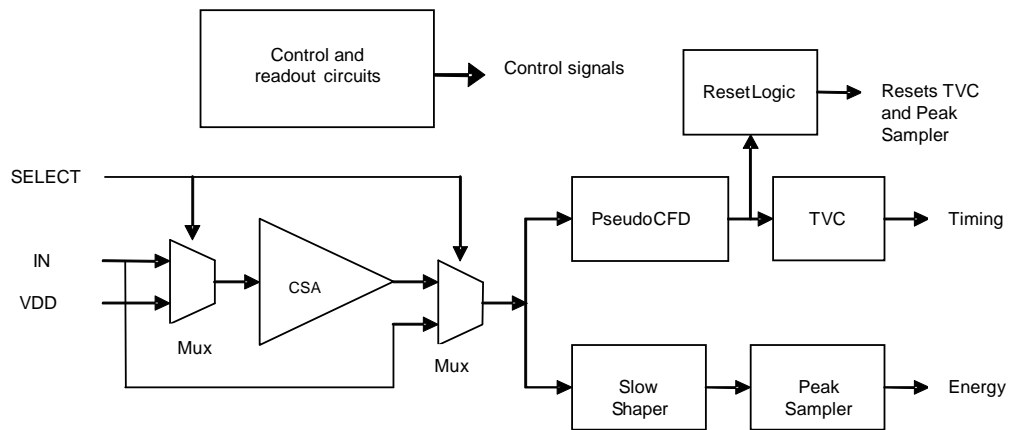 Control and
readout circuits
Control signals
ResetLogic
Resets TVC
and Peak
Sampler
SELECT
PseudoCFD
TVC
Timing
IN
CSA
VDD
Mux
Mux
Slow
Shaper
Peak
Sampler
Energy